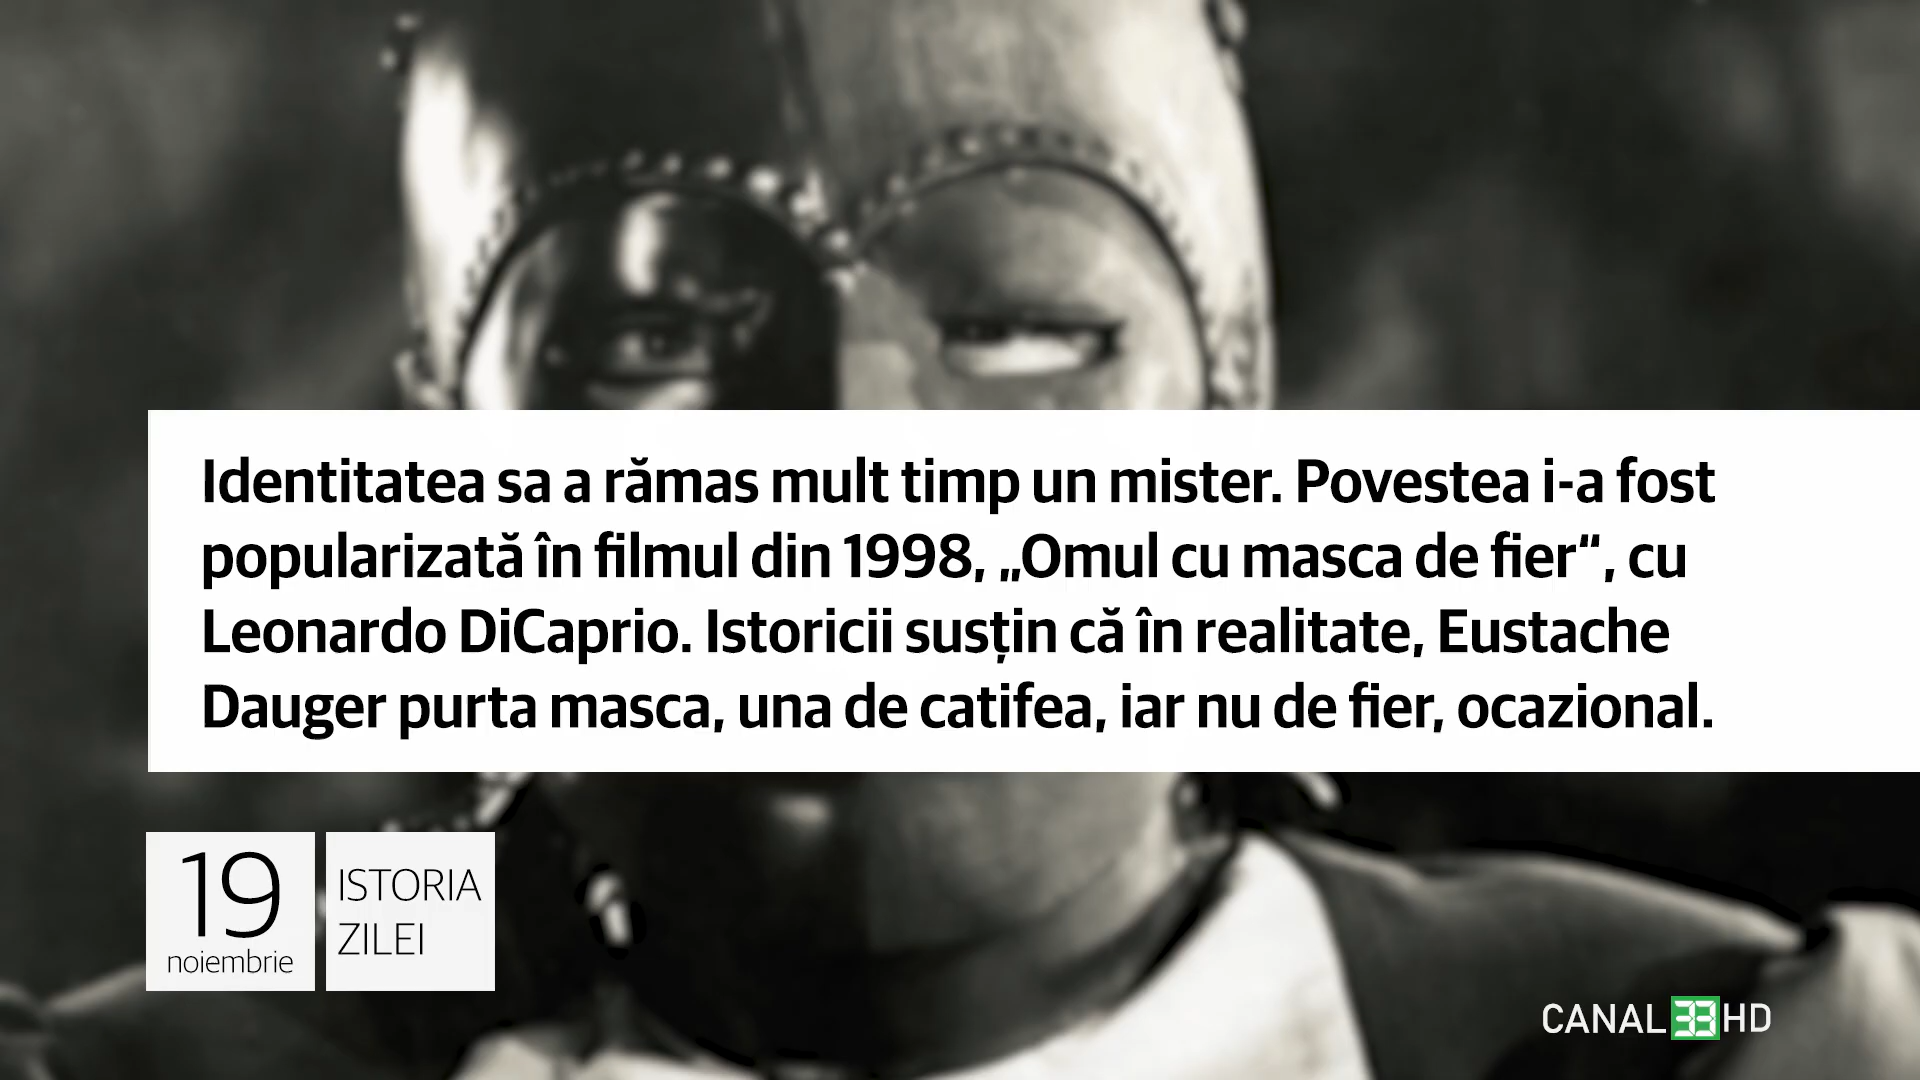 Identitatea sa a rămas mult timp un mister. Povestea i-a fost
popularizată în filmul din 1998, „Omul cu masca de fier“, cu
Leonardo DiCaprio. Istoricii susțin că în realitate, Eustache
Dauger purta masca, una de catifea, iar nu de fier, ocazional.
19
noiembrie
ISTORIA
ZILEI
CANAL 33 HD